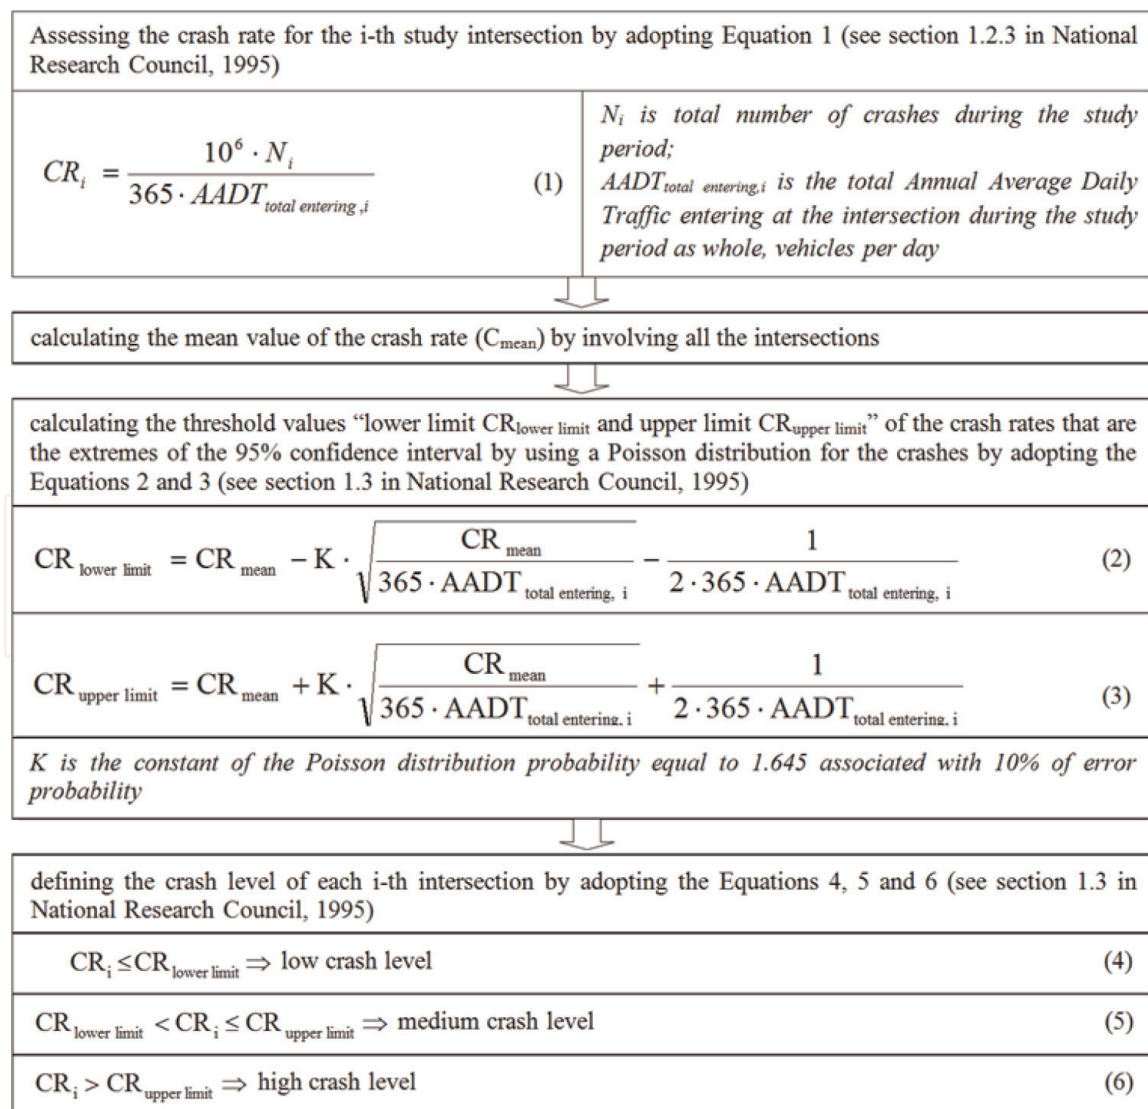 Assessing the crash rate for the i-th study intersection by adopting Equation 1 (see section 1.2.3 in National
Research Council, 1995)
CR_i = 10^6 · N_i / 365 · AADT_total entering,i (1)
N_i is total number of crashes during the study
period;
AADT_total entering,i is the total Annual Average Daily
Traffic entering at the intersection during the study
period as whole, vehicles per day
calculating the mean value of the crash rate (C_mean) by involving all the intersections
calculating the threshold values “lower limit CR_lower limit and upper limit CR_upper limit” of the crash rates that are
the extremes of the 95% confidence interval by using a Poisson distribution for the crashes by adopting the
Equations 2 and 3 (see section 1.3 in National Research Council, 1995)
CR_lower limit = CR_mean − K · √(CR_mean / 365 · AADT_total entering, i) − 1 / 2 · 365 · AADT_total entering, i (2)
CR_upper limit = CR_mean + K · √(CR_mean / 365 · AADT_total entering, i) + 1 / 2 · 365 · AADT_total entering, i (3)
K is the constant of the Poisson distribution probability equal to 1.645 associated with 10% of error
probability
defining the crash level of each i-th intersection by adopting the Equations 4, 5 and 6 (see section 1.3 in
National Research Council, 1995)
CR_i ≤ CR_lower limit ⇒ low crash level (4)
CR_lower limit < CR_i ≤ CR_upper limit ⇒ medium crash level (5)
CR_i > CR_upper limit ⇒ high crash level (6)